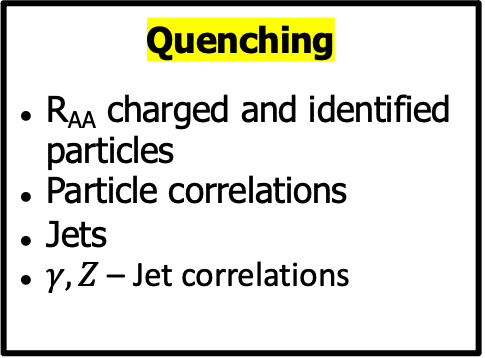 Quenching
• R_AA charged and identified
particles
• Particle correlations
• Jets
• γ, Z – Jet correlations